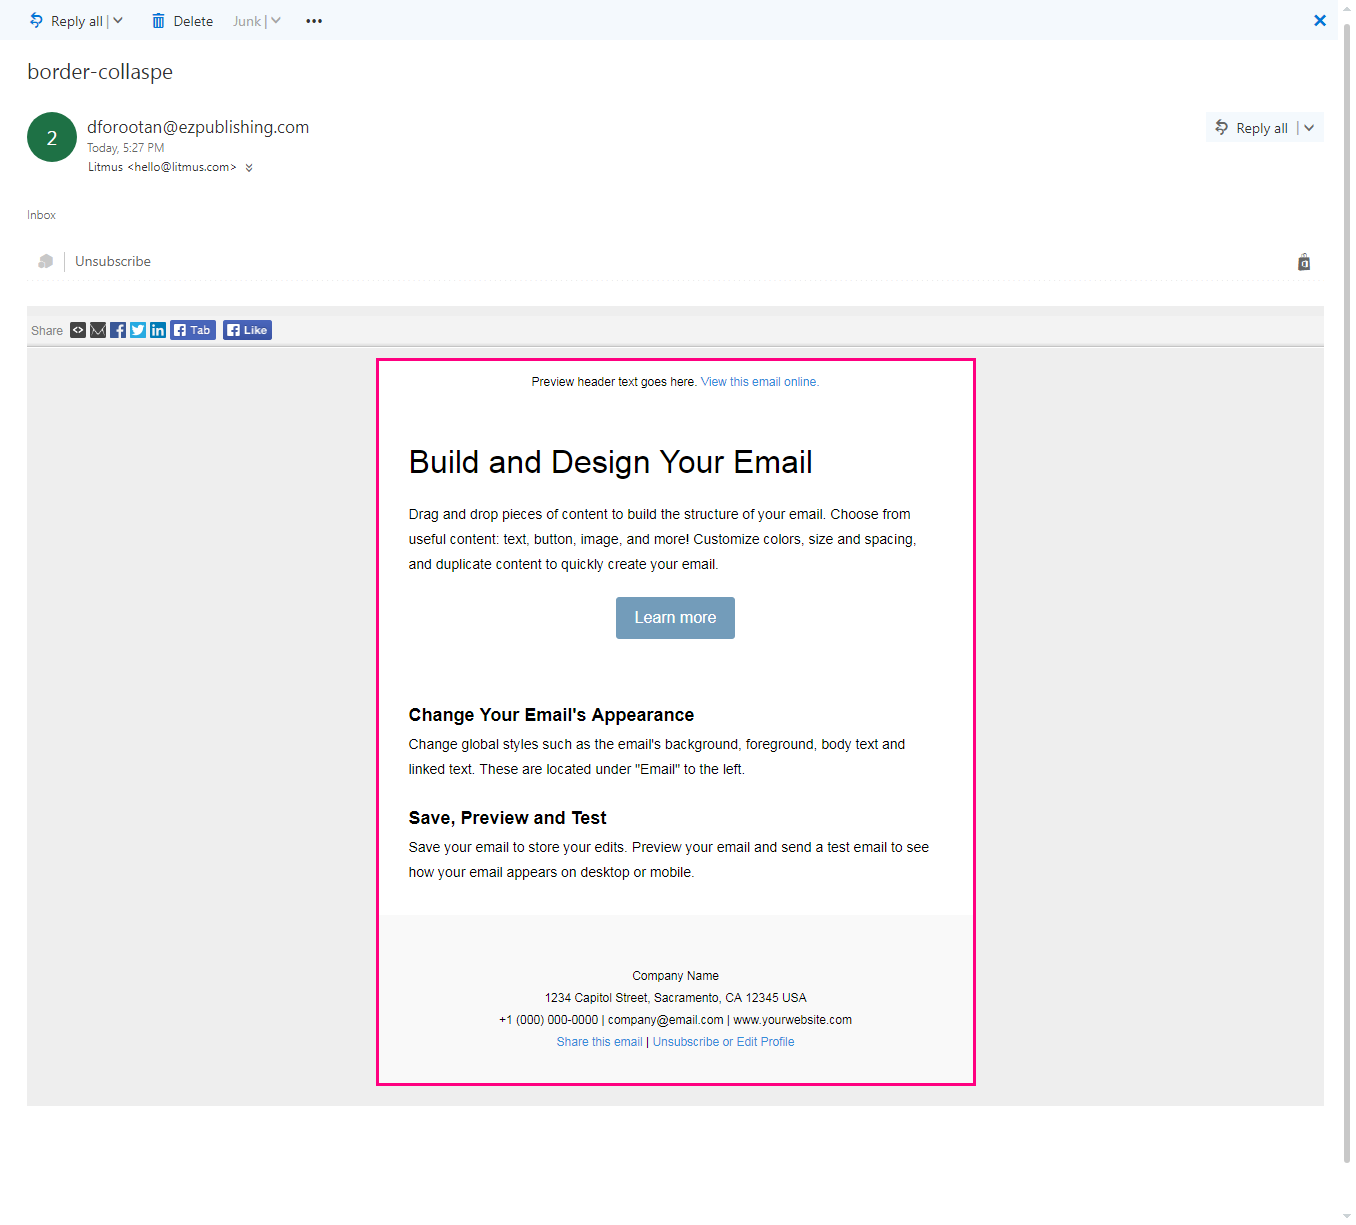 Reply all | Delete Junk | •••
border-collaspe
2
dforootan@ezpublishing.com
Reply all |
Today, 5:27 PM
Litmus <hello@litmus.com>
Inbox
Unsubscribe
Share Tab Like
Preview header text goes here. View this email online.
Build and Design Your Email
Drag and drop pieces of content to build the structure of your email. Choose from
useful content: text, button, image, and more! Customize colors, size and spacing,
and duplicate content to quickly create your email.
Learn more
Change Your Email's Appearance
Change global styles such as the email's background, foreground, body text and
linked text. These are located under "Email" to the left.
Save, Preview and Test
Save your email to store your edits. Preview your email and send a test email to see
how your email appears on desktop or mobile.
Company Name
1234 Capitol Street, Sacramento, CA 12345 USA
+1 (000) 000-0000 | company@email.com | www.yourwebsite.com
Share this email | Unsubscribe or Edit Profile